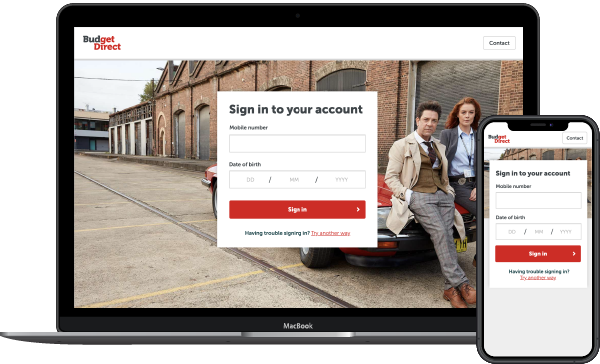 Budget
Direct
Contact
Sign in to your account
Mobile number
Date of birth
DD / MM / YYYY
Sign in
Having trouble signing in? Try another way
MacBook
Budget
Direct
Contact
Sign in to your account
Mobile number
Date of birth
DD / MM / YYYY
Sign in
Having trouble signing in?
Try another way